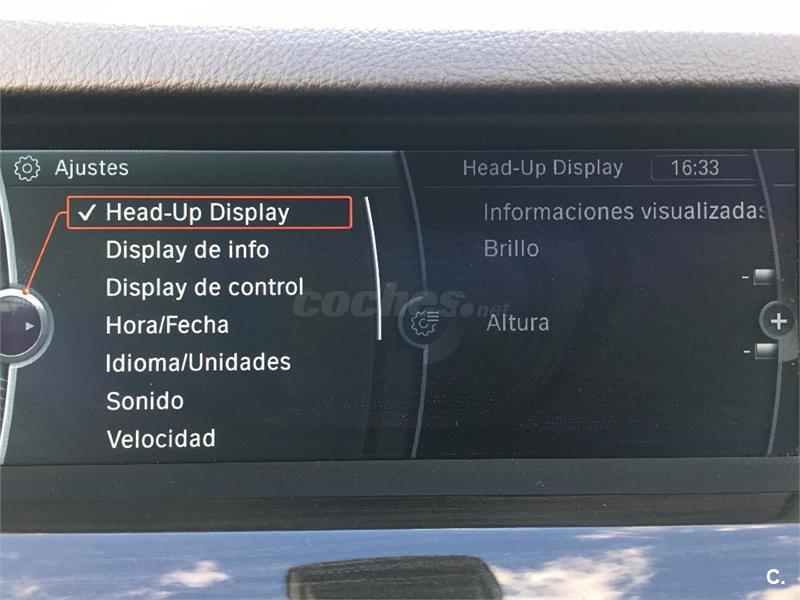 Ajustes
Head-Up Display 16:33
Head-Up Display
Display de info
Display de control
Hora/Fecha
Idioma/Unidades
Sonido
Velocidad
Informaciones visualizadas
Brillo
Altura
coches.net
C.